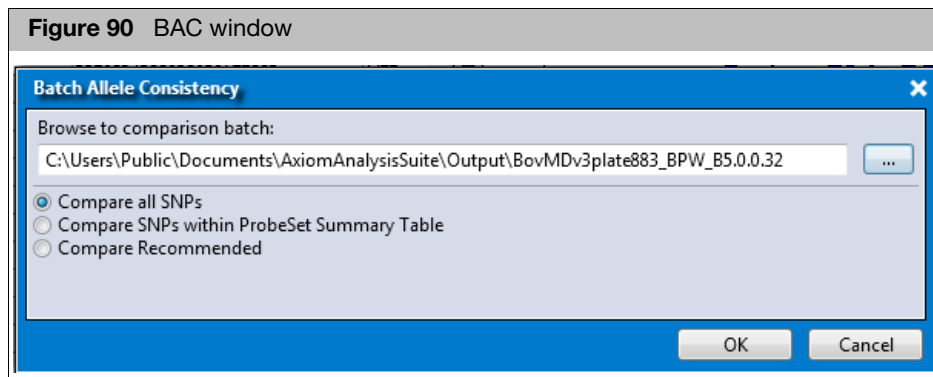 Figure 90 BAC window
Batch Allele Consistency
Browse to comparison batch:
C:\Users\Public\Documents\AxiomAnalysisSuite\Output\BovMDv3plate883_BPW_B5.0.0.32
...
Compare all SNPs
Compare SNPs within ProbeSet Summary Table
Compare Recommended
OK Cancel